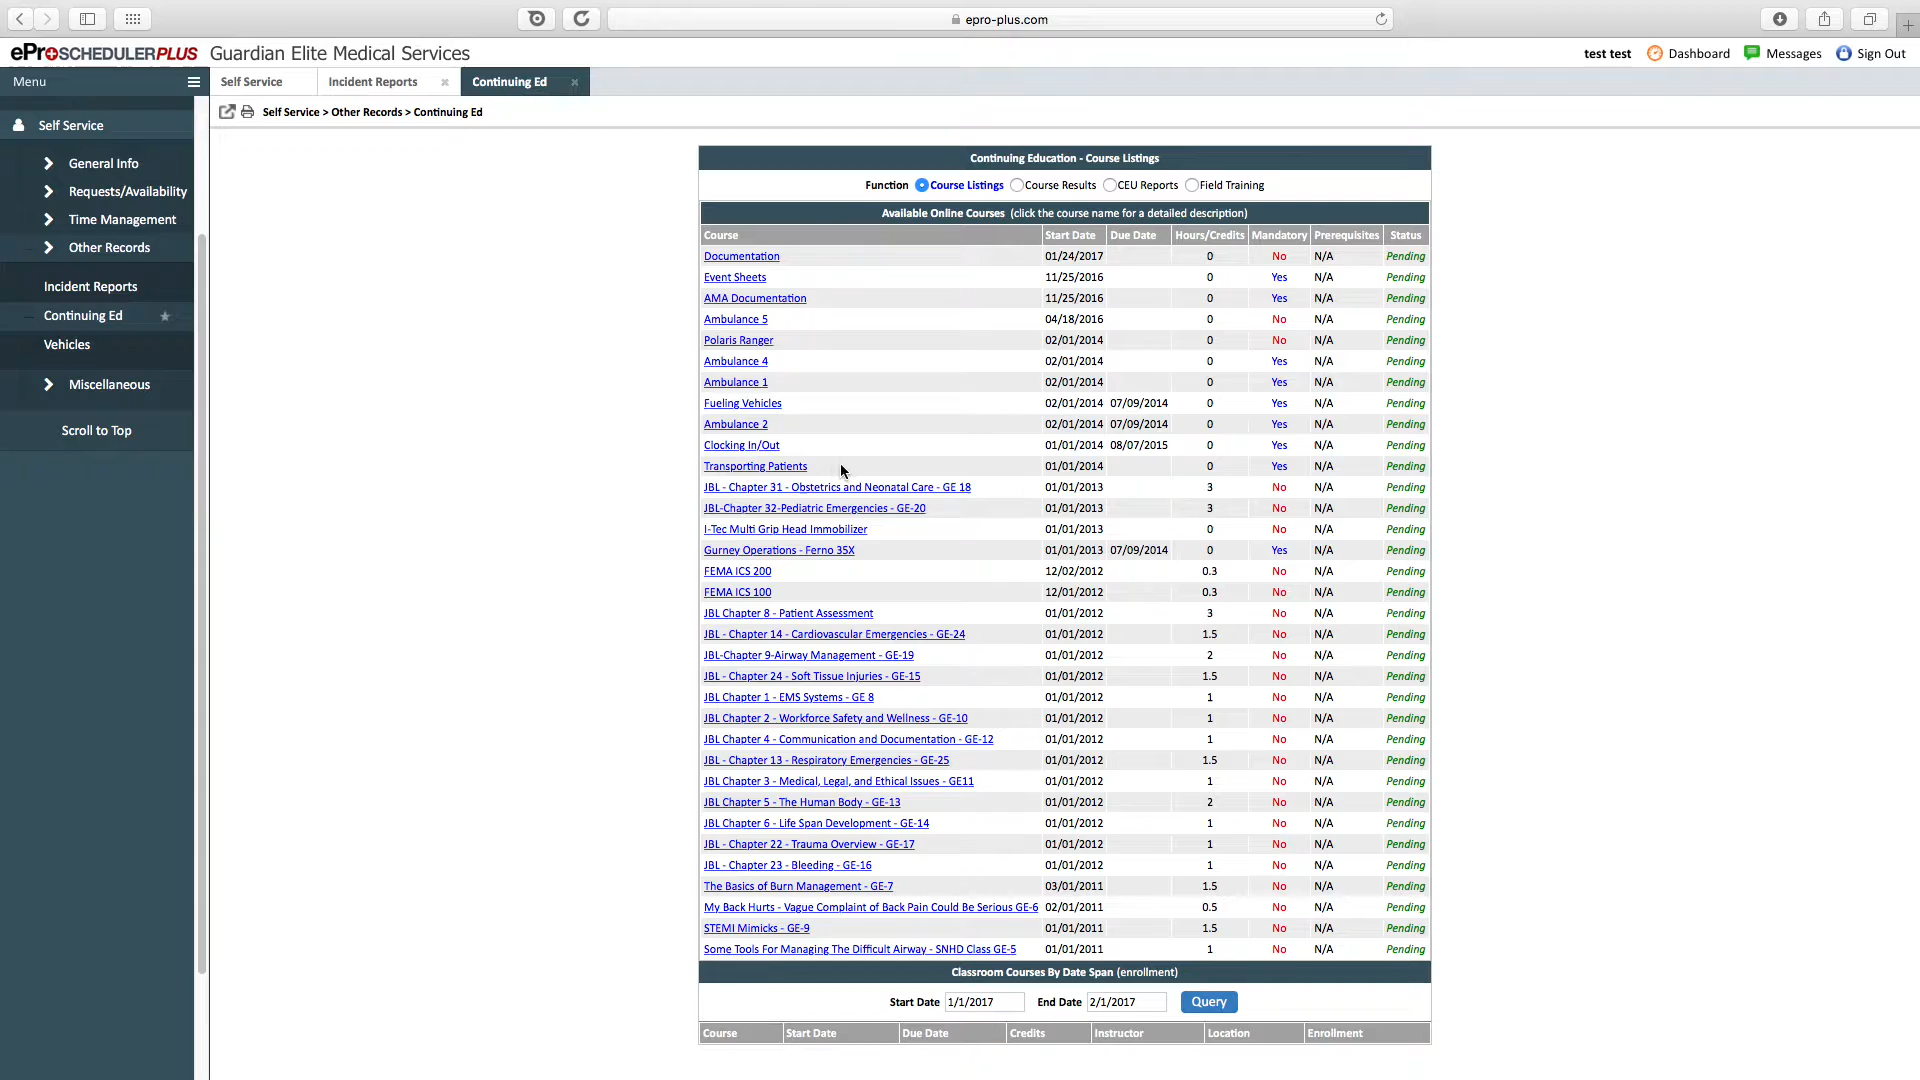 epro-plus.com
ePrOSCHEDULERPLUS Guardian Elite Medical Services
test test Dashboard Messages Sign Out
Menu
Self Service Incident Reports Continuing Ed
Self Service > Other Records > Continuing Ed
Self Service
General Info
Requests/Availability
Time Management
Other Records
Incident Reports
Continuing Ed
Vehicles
Miscellaneous
Scroll to Top
Continuing Education - Course Listings
Function Course Listings Course Results CEU Reports Field Training
Available Online Courses (click the course name for a detailed description)
Course Start Date Due Date Hours/Credits Mandatory Prerequisites Status
Documentation 01/24/2017 0 No N/A Pending
Event Sheets 11/25/2016 0 Yes N/A Pending
AMA Documentation 11/25/2016 0 Yes N/A Pending
Ambulance 5 04/18/2016 0 No N/A Pending
Polaris Ranger 02/01/2014 0 No N/A Pending
Ambulance 4 02/01/2014 0 Yes N/A Pending
Ambulance 1 02/01/2014 0 Yes N/A Pending
Fueling Vehicles 02/01/2014 07/09/2014 0 Yes N/A Pending
Ambulance 2 02/01/2014 07/09/2014 0 Yes N/A Pending
Clocking In/Out 01/01/2014 08/07/2015 0 Yes N/A Pending
Transporting Patients 01/01/2014 0 Yes N/A Pending
JBL - Chapter 31 - Obstetrics and Neonatal Care - GE 18 01/01/2013 3 No N/A Pending
JBL-Chapter 32-Pediatric Emergencies - GE-20 01/01/2013 3 No N/A Pending
I-Tec Multi Grip Head Immobilizer 01/01/2013 0 No N/A Pending
Gurney Operations - Ferno 35X 01/01/2013 07/09/2014 0 Yes N/A Pending
FEMA ICS 200 12/02/2012 0.3 No N/A Pending
FEMA ICS 100 12/01/2012 0.3 No N/A Pending
JBL Chapter 8 - Patient Assessment 01/01/2012 3 No N/A Pending
JBL - Chapter 14 - Cardiovascular Emergencies - GE-24 01/01/2012 1.5 No N/A Pending
JBL-Chapter 9-Airway Management - GE-19 01/01/2012 2 No N/A Pending
JBL - Chapter 24 - Soft Tissue Injuries - GE-15 01/01/2012 1.5 No N/A Pending
JBL Chapter 1 - EMS Systems - GE 8 01/01/2012 1 No N/A Pending
JBL Chapter 2 - Workforce Safety and Wellness - GE-10 01/01/2012 1 No N/A Pending
JBL Chapter 4 - Communication and Documentation - GE-12 01/01/2012 1 No N/A Pending
JBL - Chapter 13 - Respiratory Emergencies - GE-25 01/01/2012 1.5 No N/A Pending
JBL Chapter 3 - Medical, Legal, and Ethical Issues - GE11 01/01/2012 1 No N/A Pending
JBL Chapter 5 - The Human Body - GE-13 01/01/2012 2 No N/A Pending
JBL Chapter 6 - Life Span Development - GE-14 01/01/2012 1 No N/A Pending
JBL - Chapter 22 - Trauma Overview - GE-17 01/01/2012 1 No N/A Pending
JBL - Chapter 23 - Bleeding - GE-16 01/01/2012 1 No N/A Pending
The Basics of Burn Management - GE-7 03/01/2011 1.5 No N/A Pending
My Back Hurts - Vague Complaint of Back Pain Could Be Serious GE-6 02/01/2011 0.5 No N/A Pending
STEMI Mimicks - GE-9 01/01/2011 1.5 No N/A Pending
Some Tools For Managing The Difficult Airway - SNHD Class GE-5 01/01/2011 1 No N/A Pending
Classroom Courses By Date Span (enrollment)
Start Date 1/1/2017 End Date 2/1/2017 Query
Course Start Date Due Date Credits Instructor Location Enrollment